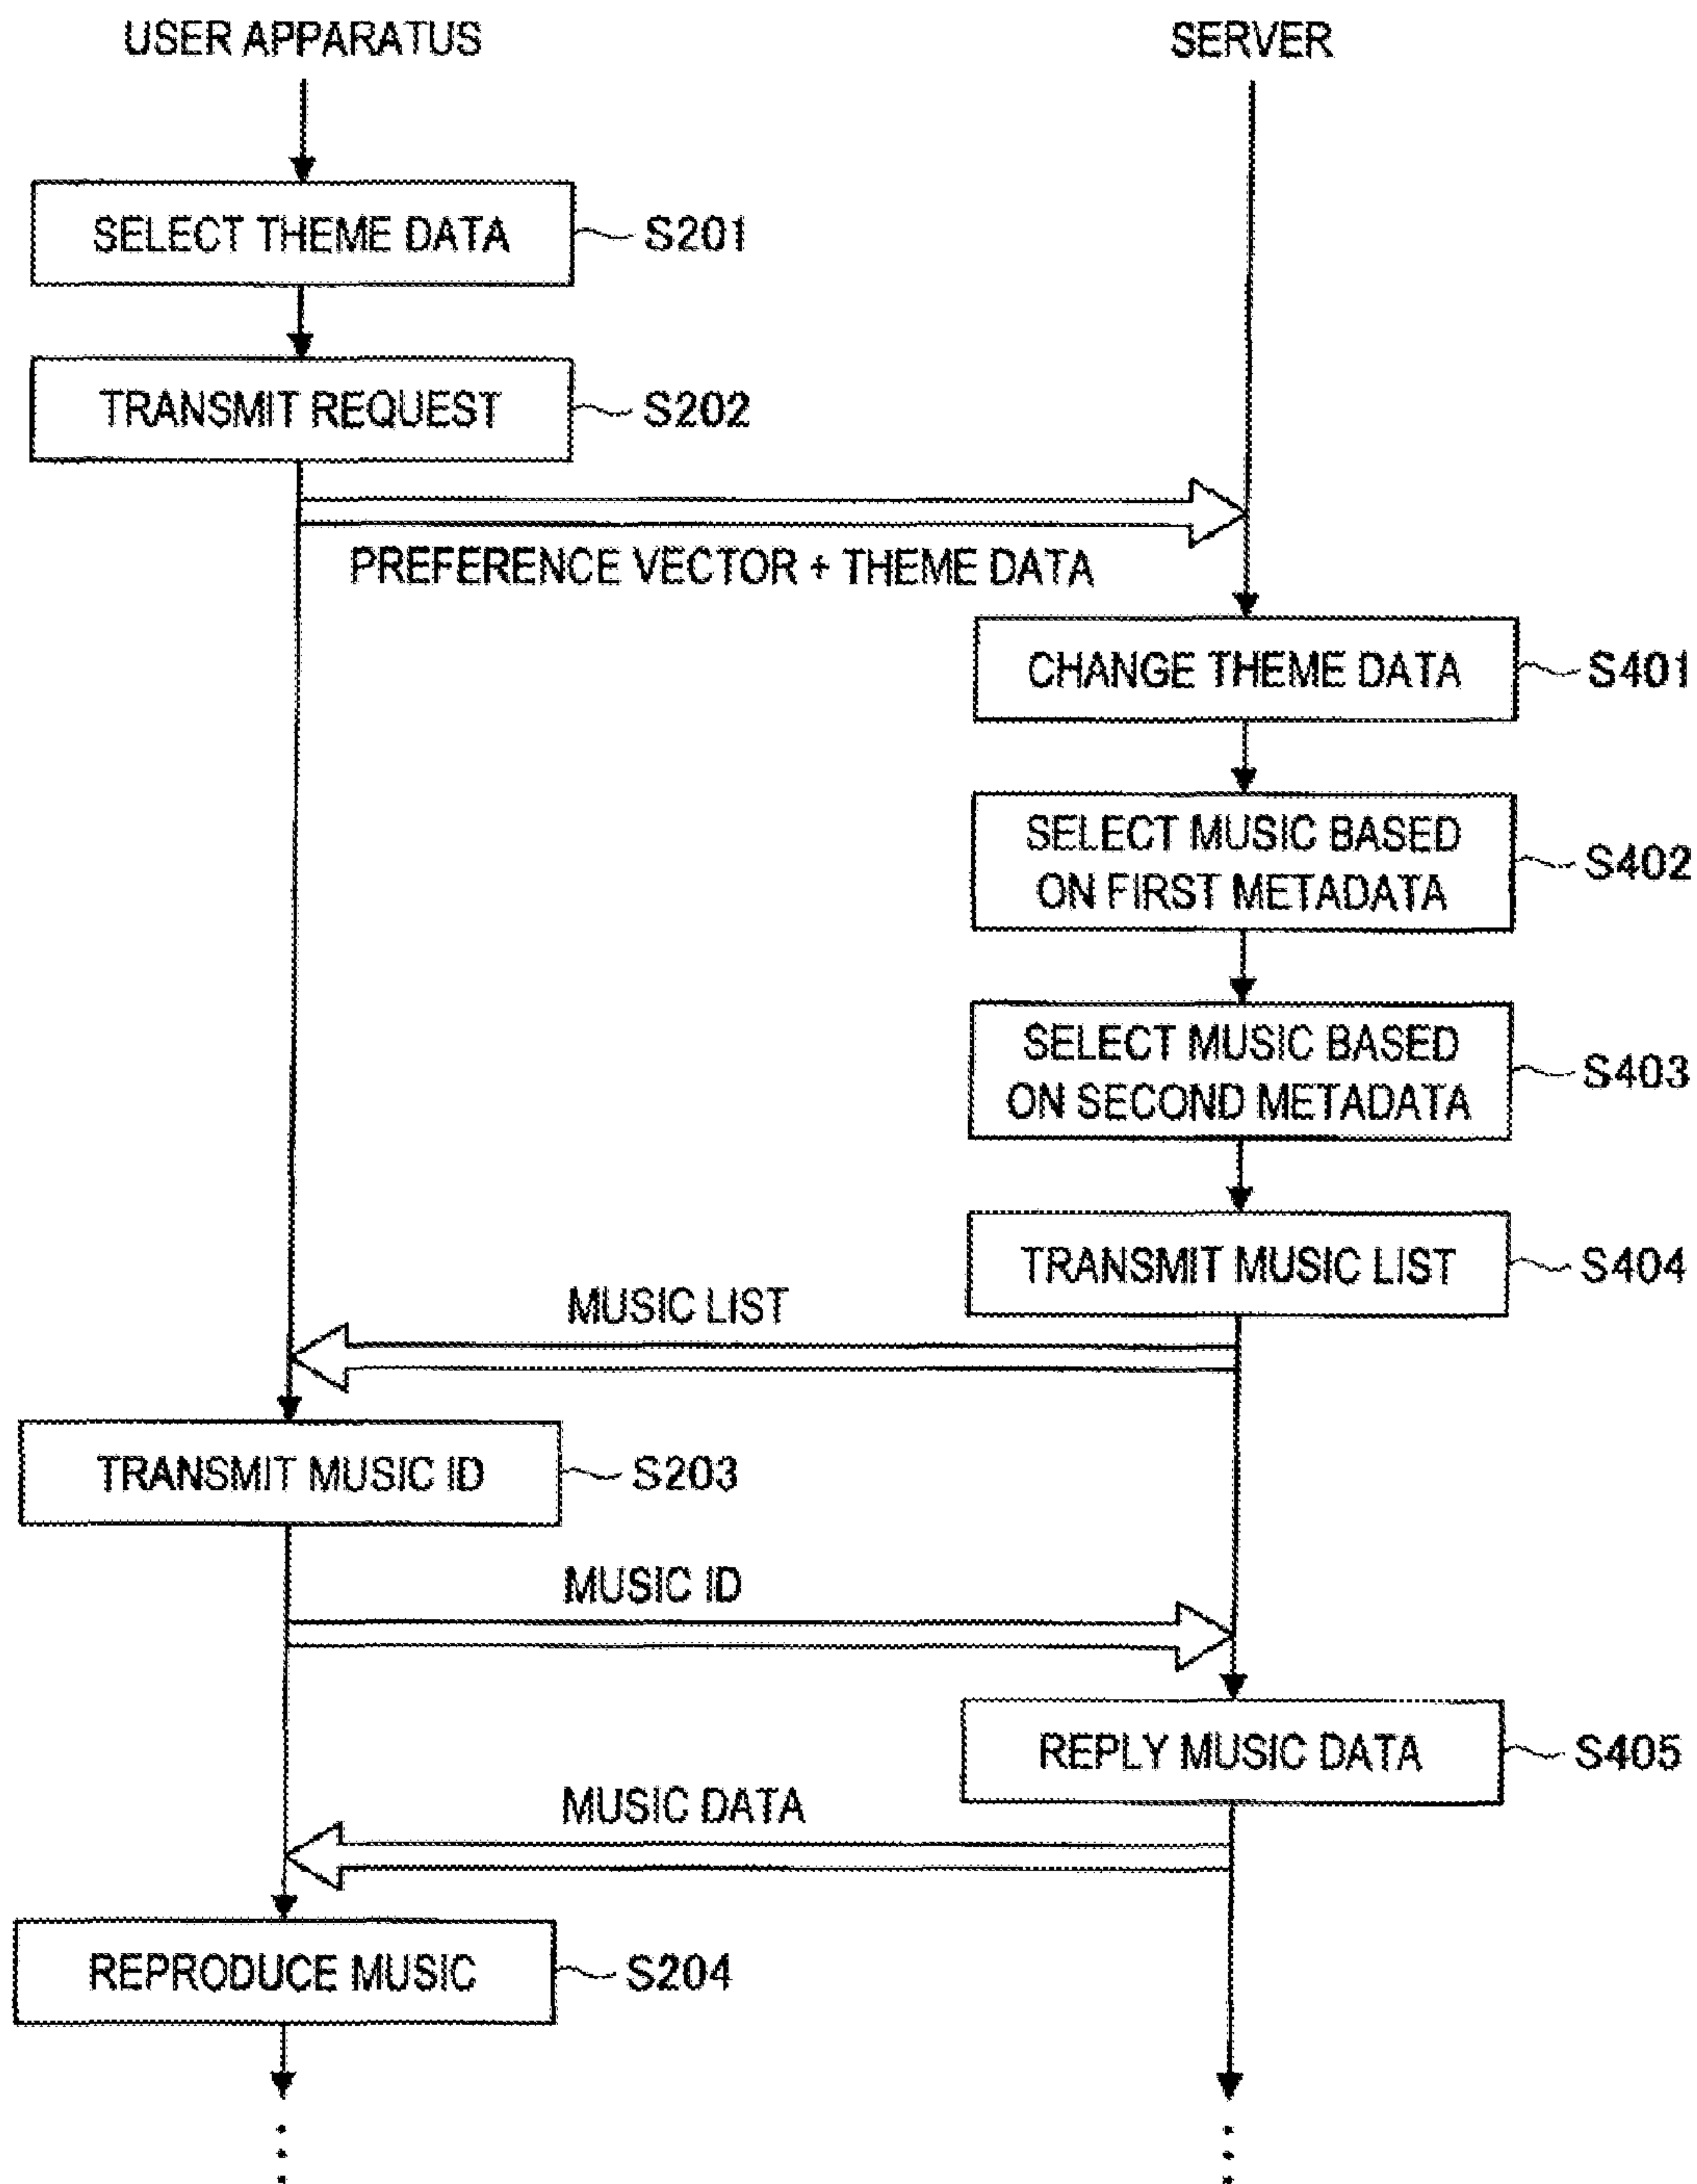 USER APPARATUS
SERVER
SELECT THEME DATA
S201
TRANSMIT REQUEST
S202
PREFERENCE VECTOR + THEME DATA
CHANGE THEME DATA
S401
SELECT MUSIC BASED
ON FIRST METADATA
S402
SELECT MUSIC BASED
ON SECOND METADATA
S403
TRANSMIT MUSIC LIST
S404
MUSIC LIST
TRANSMIT MUSIC ID
S203
MUSIC ID
REPLY MUSIC DATA
S405
MUSIC DATA
REPRODUCE MUSIC
S204